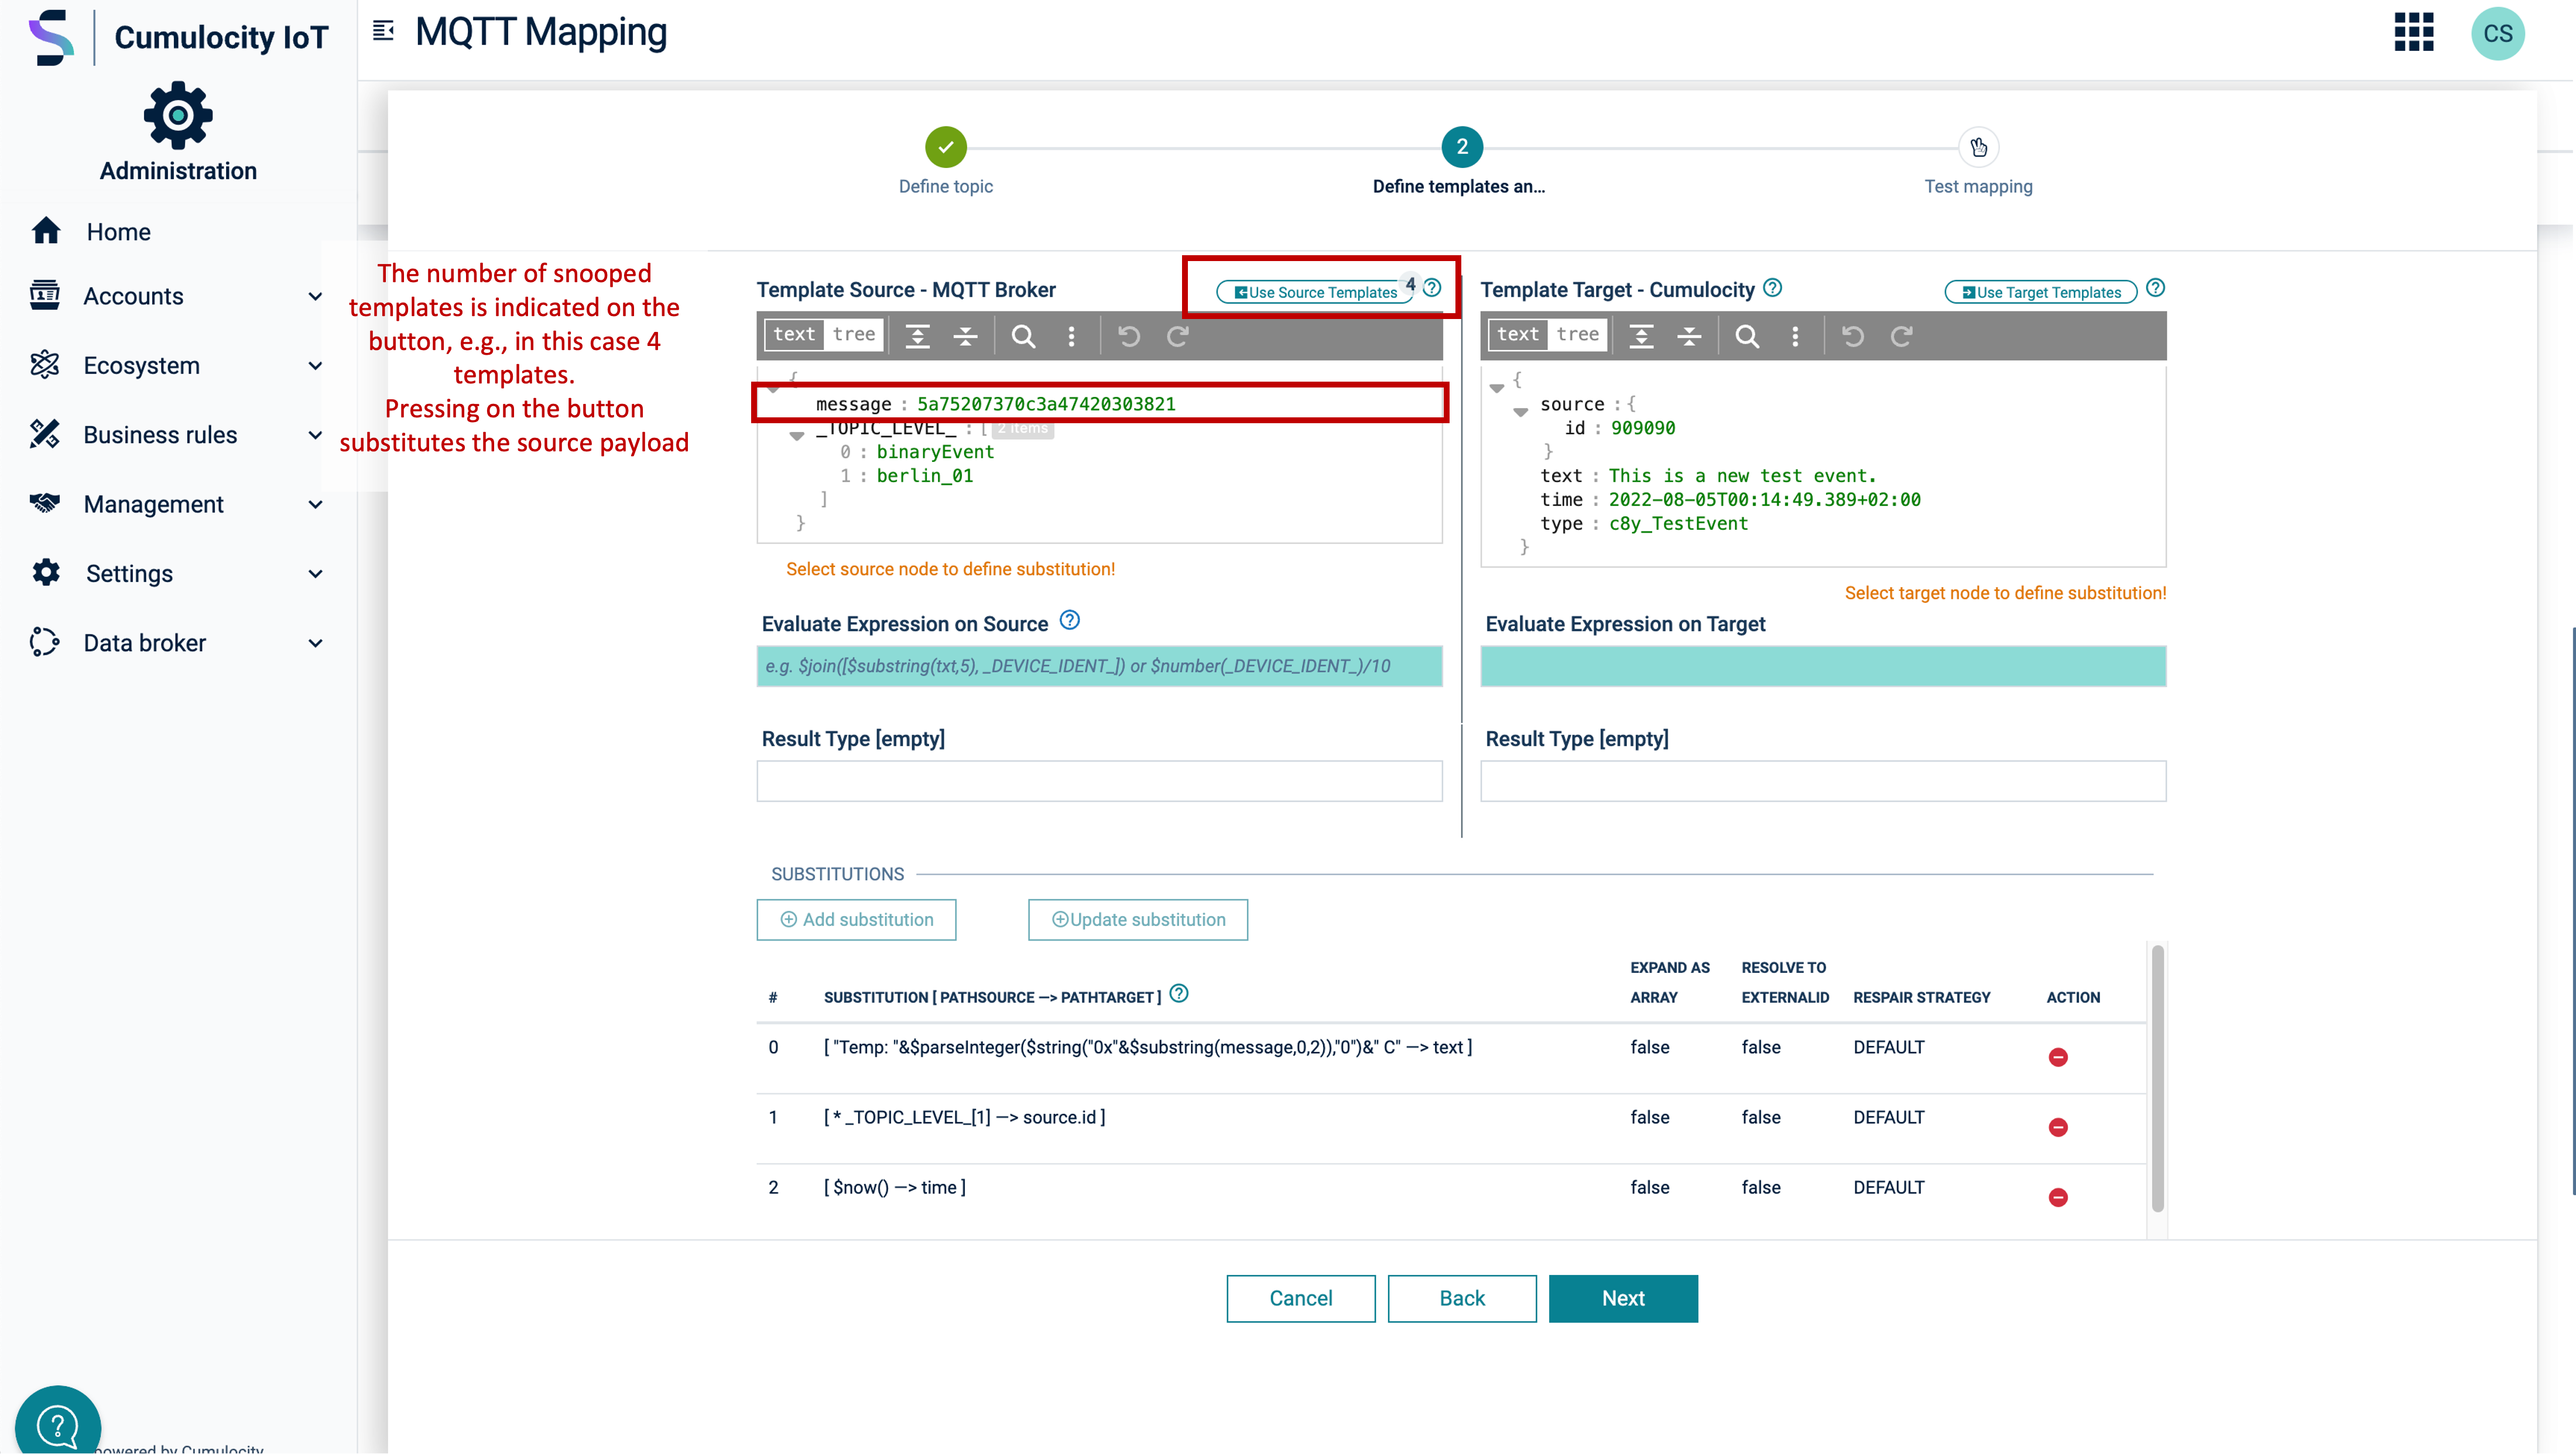 Cumulocity IoT
MQTT Mapping
CS
Administration
Home
Accounts
Ecosystem
Business rules
Management
Settings
Data broker
The number of snooped
templates is indicated on the
button, e.g., in this case 4
templates.
Pressing on the button
substitutes the source payload
2
Define topic
Define templates an...
Test mapping
Template Source - MQTT Broker
Use Source Templates 4 ?
text tree
{
message : 5a75207370c3a47420303821
_TOPIC_LEVEL_ : [ 2 items
0 : binaryEvent
1 : berlin_01
]
}
Select source node to define substitution!
Evaluate Expression on Source ?
e.g. $join([$substring(txt,5), _DEVICE_IDENT_]) or $number(_DEVICE_IDENT_)/10
Result Type [empty]
Template Target - Cumulocity ?
Use Target Templates ?
text tree
{
source : {
id : 909090
}
text : This is a new test event.
time : 2022-08-05T00:14:49.389+02:00
type : c8y_TestEvent
}
Select target node to define substitution!
Evaluate Expression on Target
Result Type [empty]
SUBSTITUTIONS
Add substitution
Update substitution
# SUBSTITUTION [ PATHSOURCE —> PATHTARGET ] ? EXPAND AS ARRAY RESOLVE TO EXTERNALID RESPAIR STRATEGY ACTION
0 [ "Temp: "&$parseInteger($string("0x"&$substring(message,0,2)),"0")&" C" —> text ] false false DEFAULT
1 [ * _TOPIC_LEVEL_[1] —> source.id ] false false DEFAULT
2 [ $now() —> time ] false false DEFAULT
Cancel
Back
Next
?
powered by Cumulocity